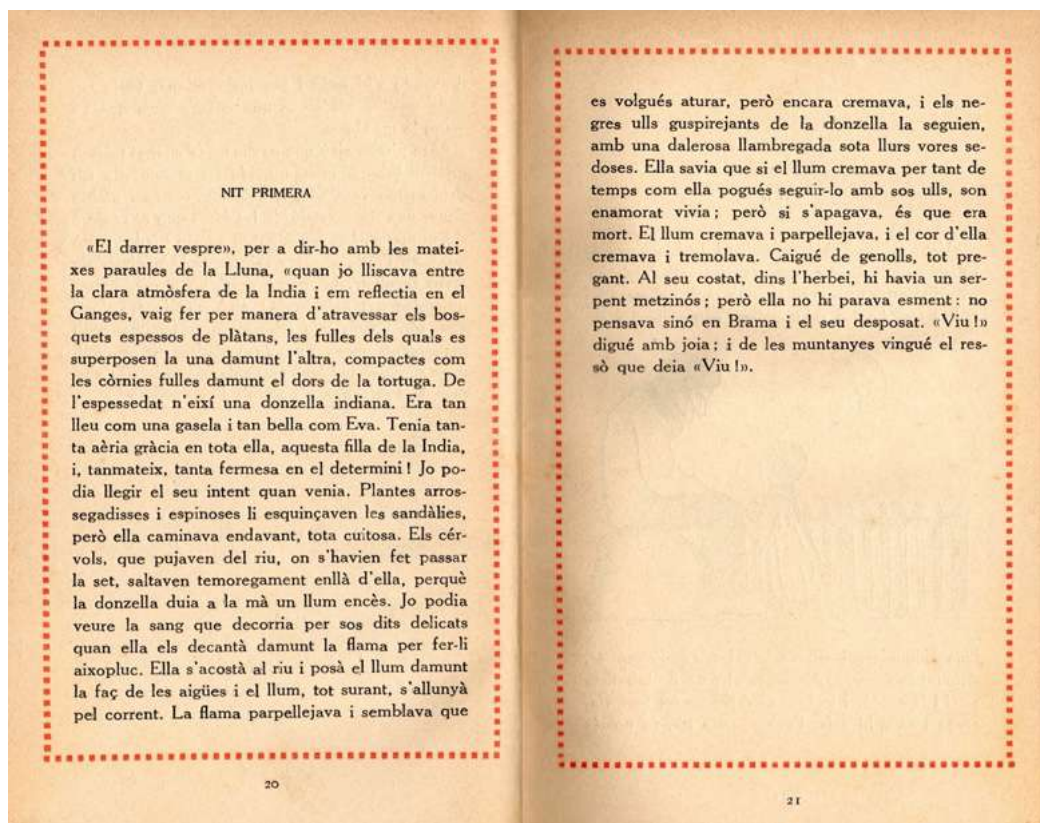 NIT PRIMERA
«El darrer vespre», per a dir-ho amb les matei-
xes paraules de la Lluna, «quan jo lliscava entre
la clara atmòsfera de la India i em reflectia en el
Ganges, vaig fer per manera d'atravessar els bos-
quets espessos de plàtans, les fulles dels quals es
superposen la una damunt l'altra, compactes com
les còrnies fulles damunt el dors de la tortuga. De
l'espessedat n'eixí una donzella indiana. Era tan
lleu com una gasela i tan bella com Eva. Tenia tan-
ta aèria gràcia en tota ella, aquesta filla de la India,
i, tanmateix, tanta fermesa en el determini! Jo po-
dia llegir el seu intent quan venia. Plantes arros-
segadisses i espinoses li esquinçaven les sandàlies,
però ella caminava endavant, tota cuitosa. Els cér-
vols, que pujaven del riu, on s'havien fet passar
la set, saltaven temoregament enllà d'ella, perquè
la donzella duia a la mà un llum encès. Jo podia
veure la sang que decorria per sos dits delicats
quan ella els decantà damunt la flama per fer-li
aixopluc. Ella s'acostà al riu i posà el llum damunt
la faç de les aigües i el llum, tot surant, s'allunyà
pel corrent. La flama parpellejava i semblava que
20
es volgués aturar, però encara cremava, i els ne-
gres ulls guspirejants de la donzella la seguien,
amb una dalerosa llambregada sota llurs vores se-
doses. Ella savia que si el llum cremava per tant de
temps com ella pogués seguir-lo amb sos ulls, son
enamorat vivia; però si s'apagava, és que era
mort. El llum cremava i parpellejava, i el cor d'ella
cremava i tremolava. Caigué de genolls, tot pre-
gant. Al seu costat, dins l'herbei, hi havia un ser-
pent metzinós; però ella no hi parava esment: no
pensava sinó en Brama i el seu desposat. «Viu!»
digué amb joia; i de les muntanyes vingué el res-
sò que deia «Viu!».
21